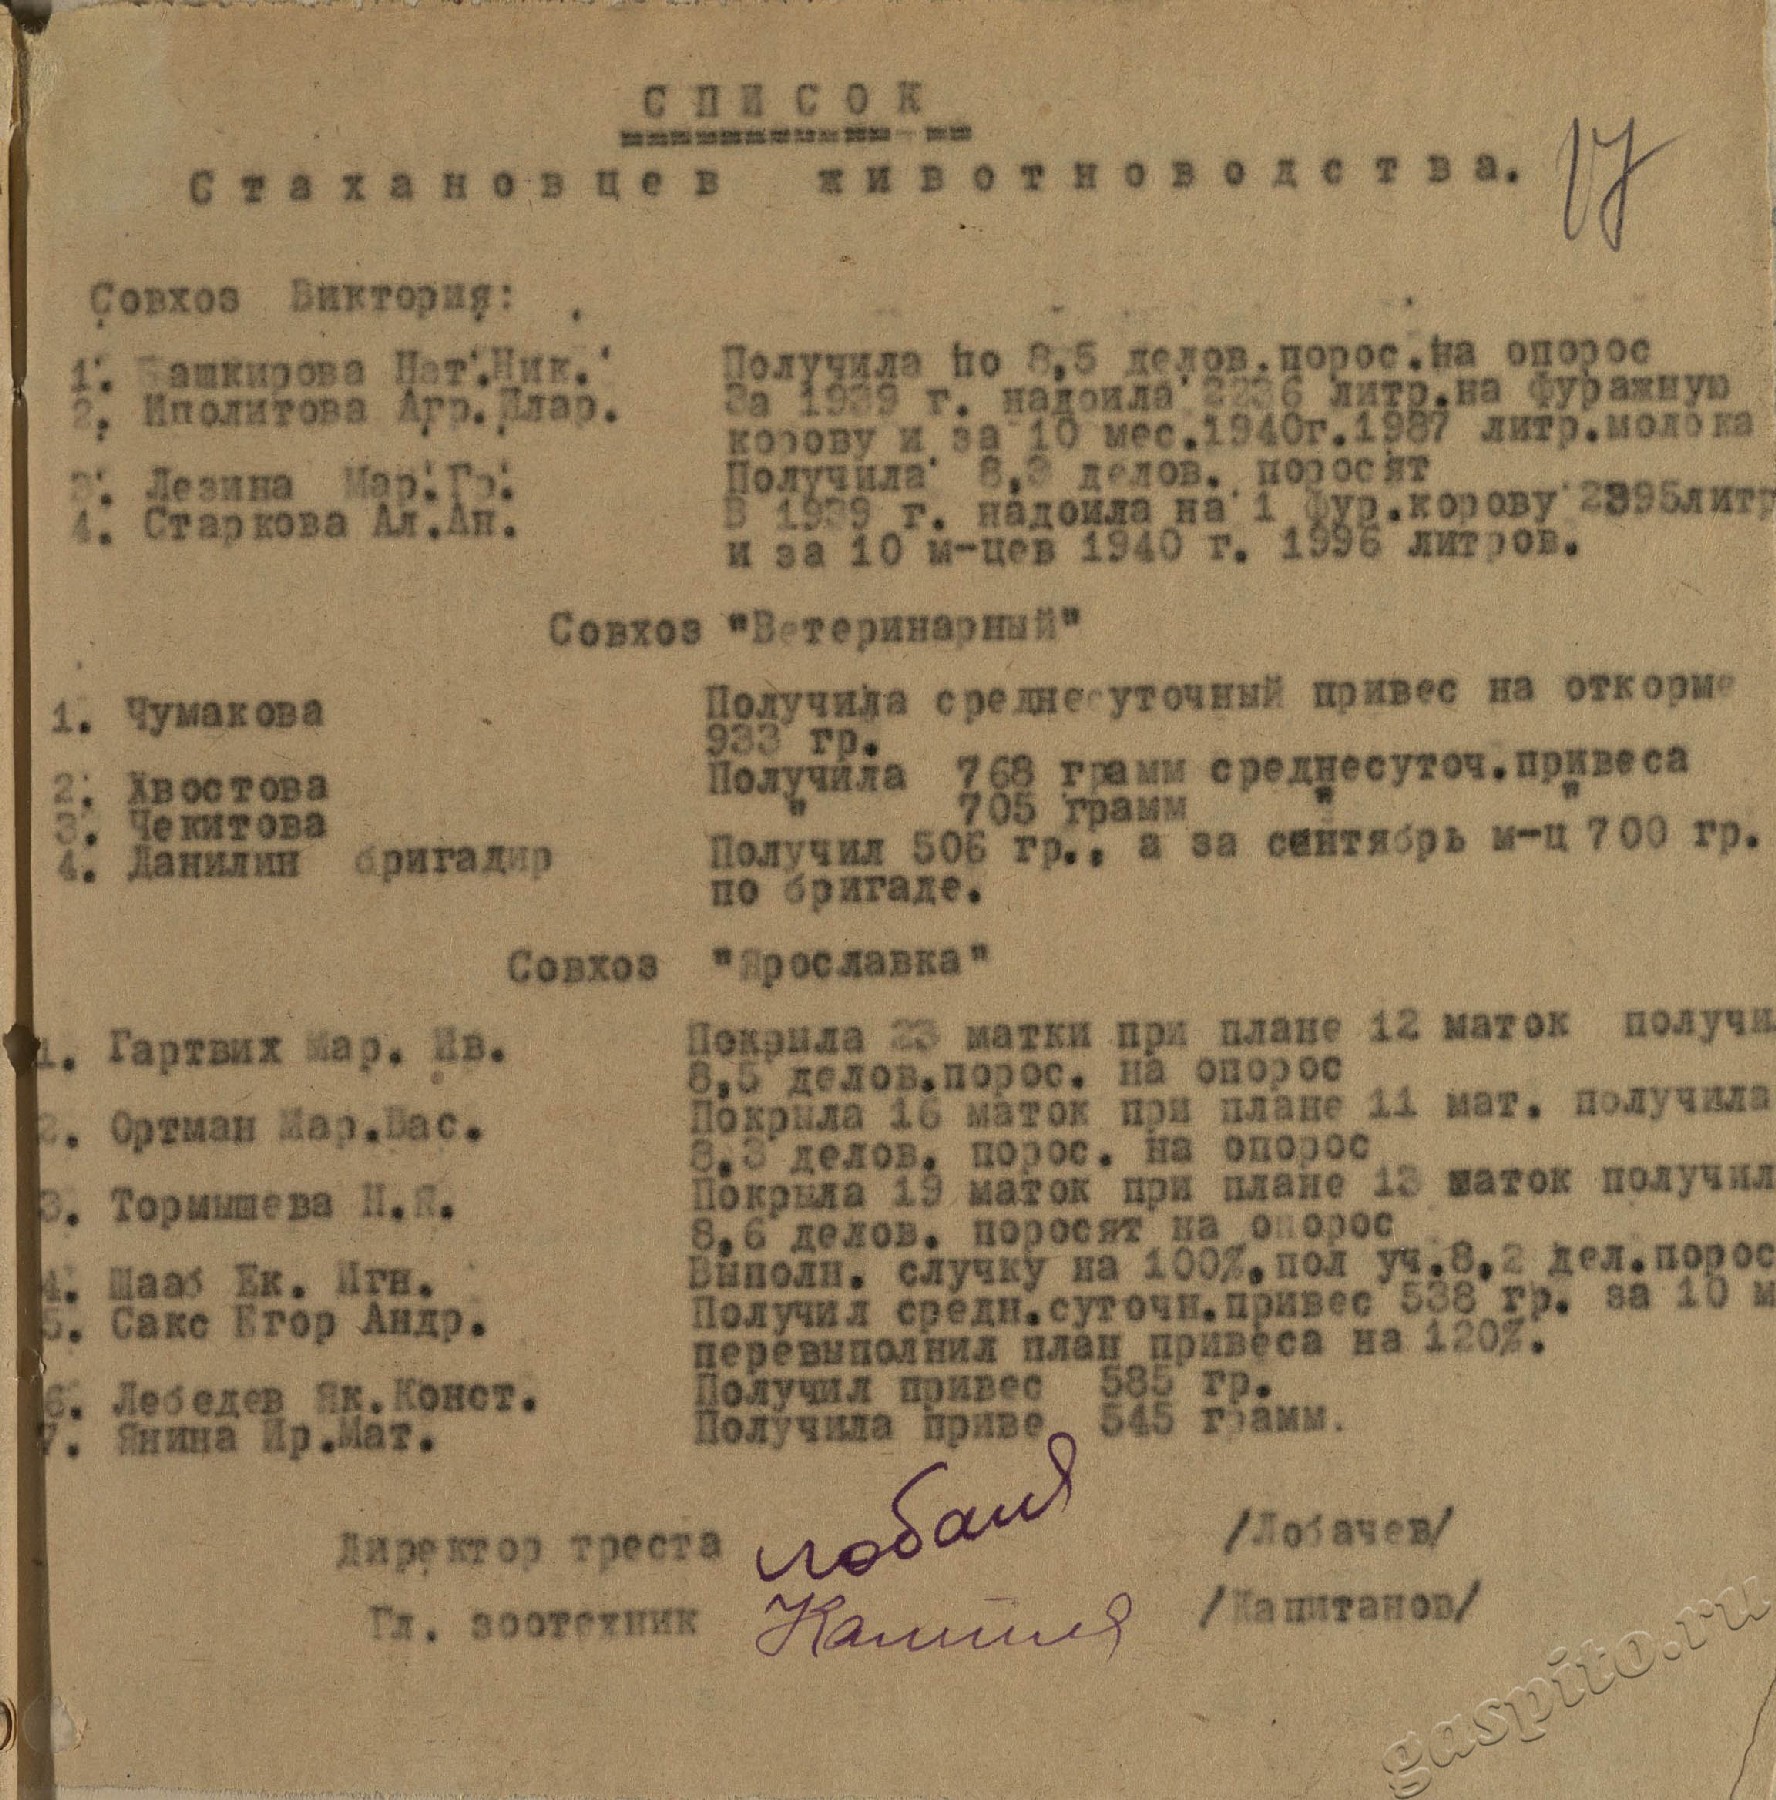 СПИСОК
Стахановцев животноводства.
17
Совхоз Виктория:
1. Башкирова Нат.Ник. Получила по 8,5 делов.порос.на опорос
2. Иполитова Агр.Илар. За 1939 г. надоила 2236 литр.на фуражную
корову и за 10 мес.1940г.1987 литр.молока
3. Лезина Мар.Гр. Получила 8,3 делов. поросят
4. Старкова Ал.Ан. В 1939 г. надоила на 1 фур.корову 2395литр
и за 10 м-цев 1940 г. 1996 литров.
Совхоз "Ветеринарный"
1. Чумакова Получила среднесуточный привес на откорме
933 гр.
2. Хвостова Получила 768 грамм среднесуточ.привеса
3. Чекитова " 705 грамм " "
4. Данилин бригадир Получил 506 гр., а за сентябрь м-ц 700 гр.
по бригаде.
Совхоз "Ярославка"
1. Гартвих Мар. Ив. Покрыла 23 матки при плане 12 маток получи
8,5 делов.порос. на опорос
2. Ортман Мар.Вас. Покрыла 16 маток при плане 11 мат. получила
8,3 делов. порос. на опорос
3. Тормышева Н.Я. Покрыла 19 маток при плане 13 маток получил
8,6 делов. поросят на опорос
4. Шааб Ек. Игн. Выполн. случку на 100%.пол уч.8,2 дел.порос
5. Сакс Егор Андр. Получил средн.суточн.привес 538 гр. за 10 м
перевыполнил план привеса на 120%.
6. Лебедев Як.Конст. Получил привес 585 гр.
7. Янина Ир.Мат. Получила приве 545 грамм.
Директор треста /Лобачев/
Гл. зоотехник /Капитанов/
gaspito.ru